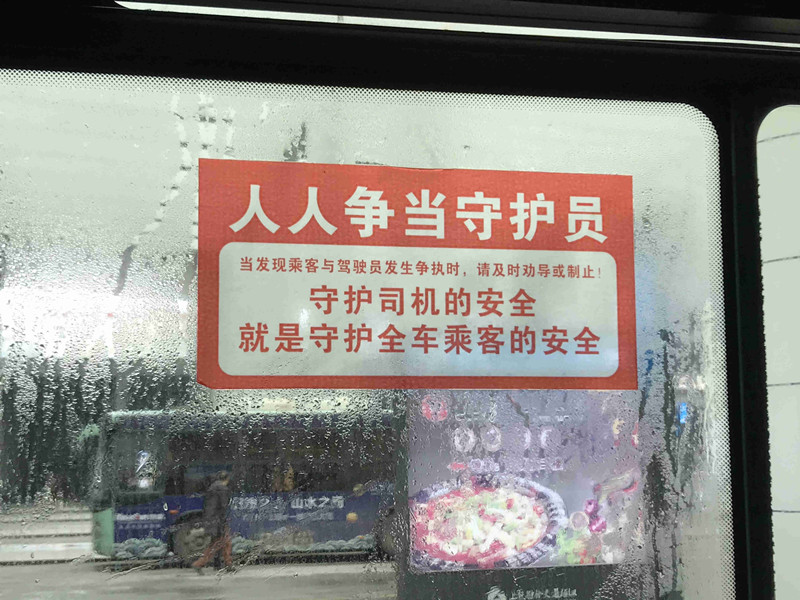 人人争当守护员
当发现乘客与驾驶员发生争执时，请及时劝导或制止！
守护司机的安全
就是守护全车乘客的安全
山水之